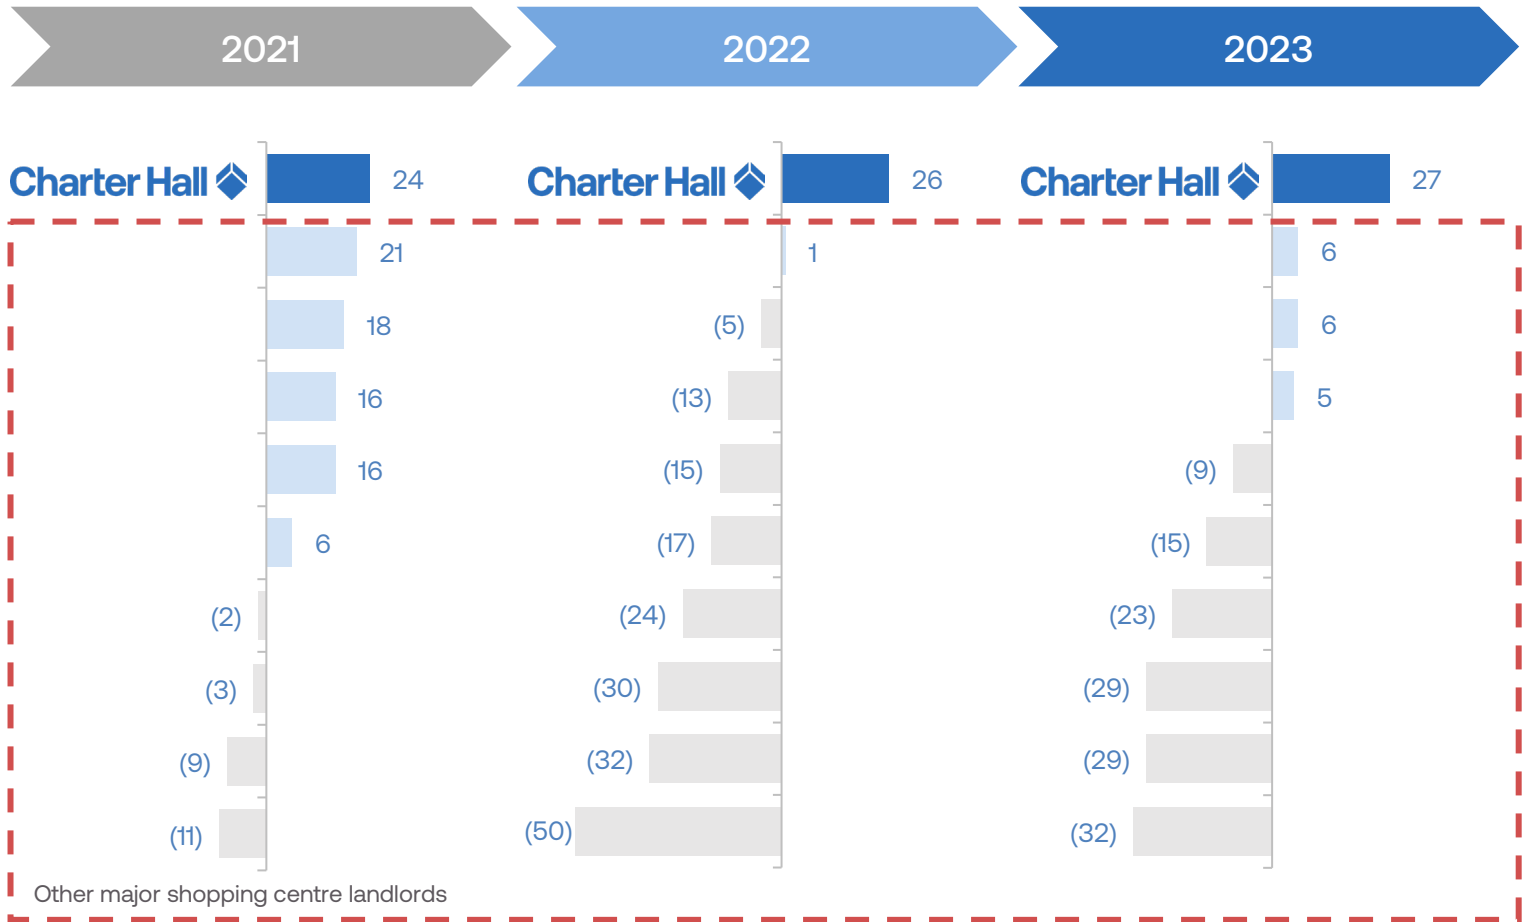 2021 2022 2023
Charter Hall 24 Charter Hall 26 Charter Hall 27
21 1 6
18 (5) 6
16 (13) 5
16 (15) (9)
6 (17) (15)
(2) (24) (23)
(3) (30) (29)
(9) (32) (29)
(11) (50) (32)
Other major shopping centre landlords